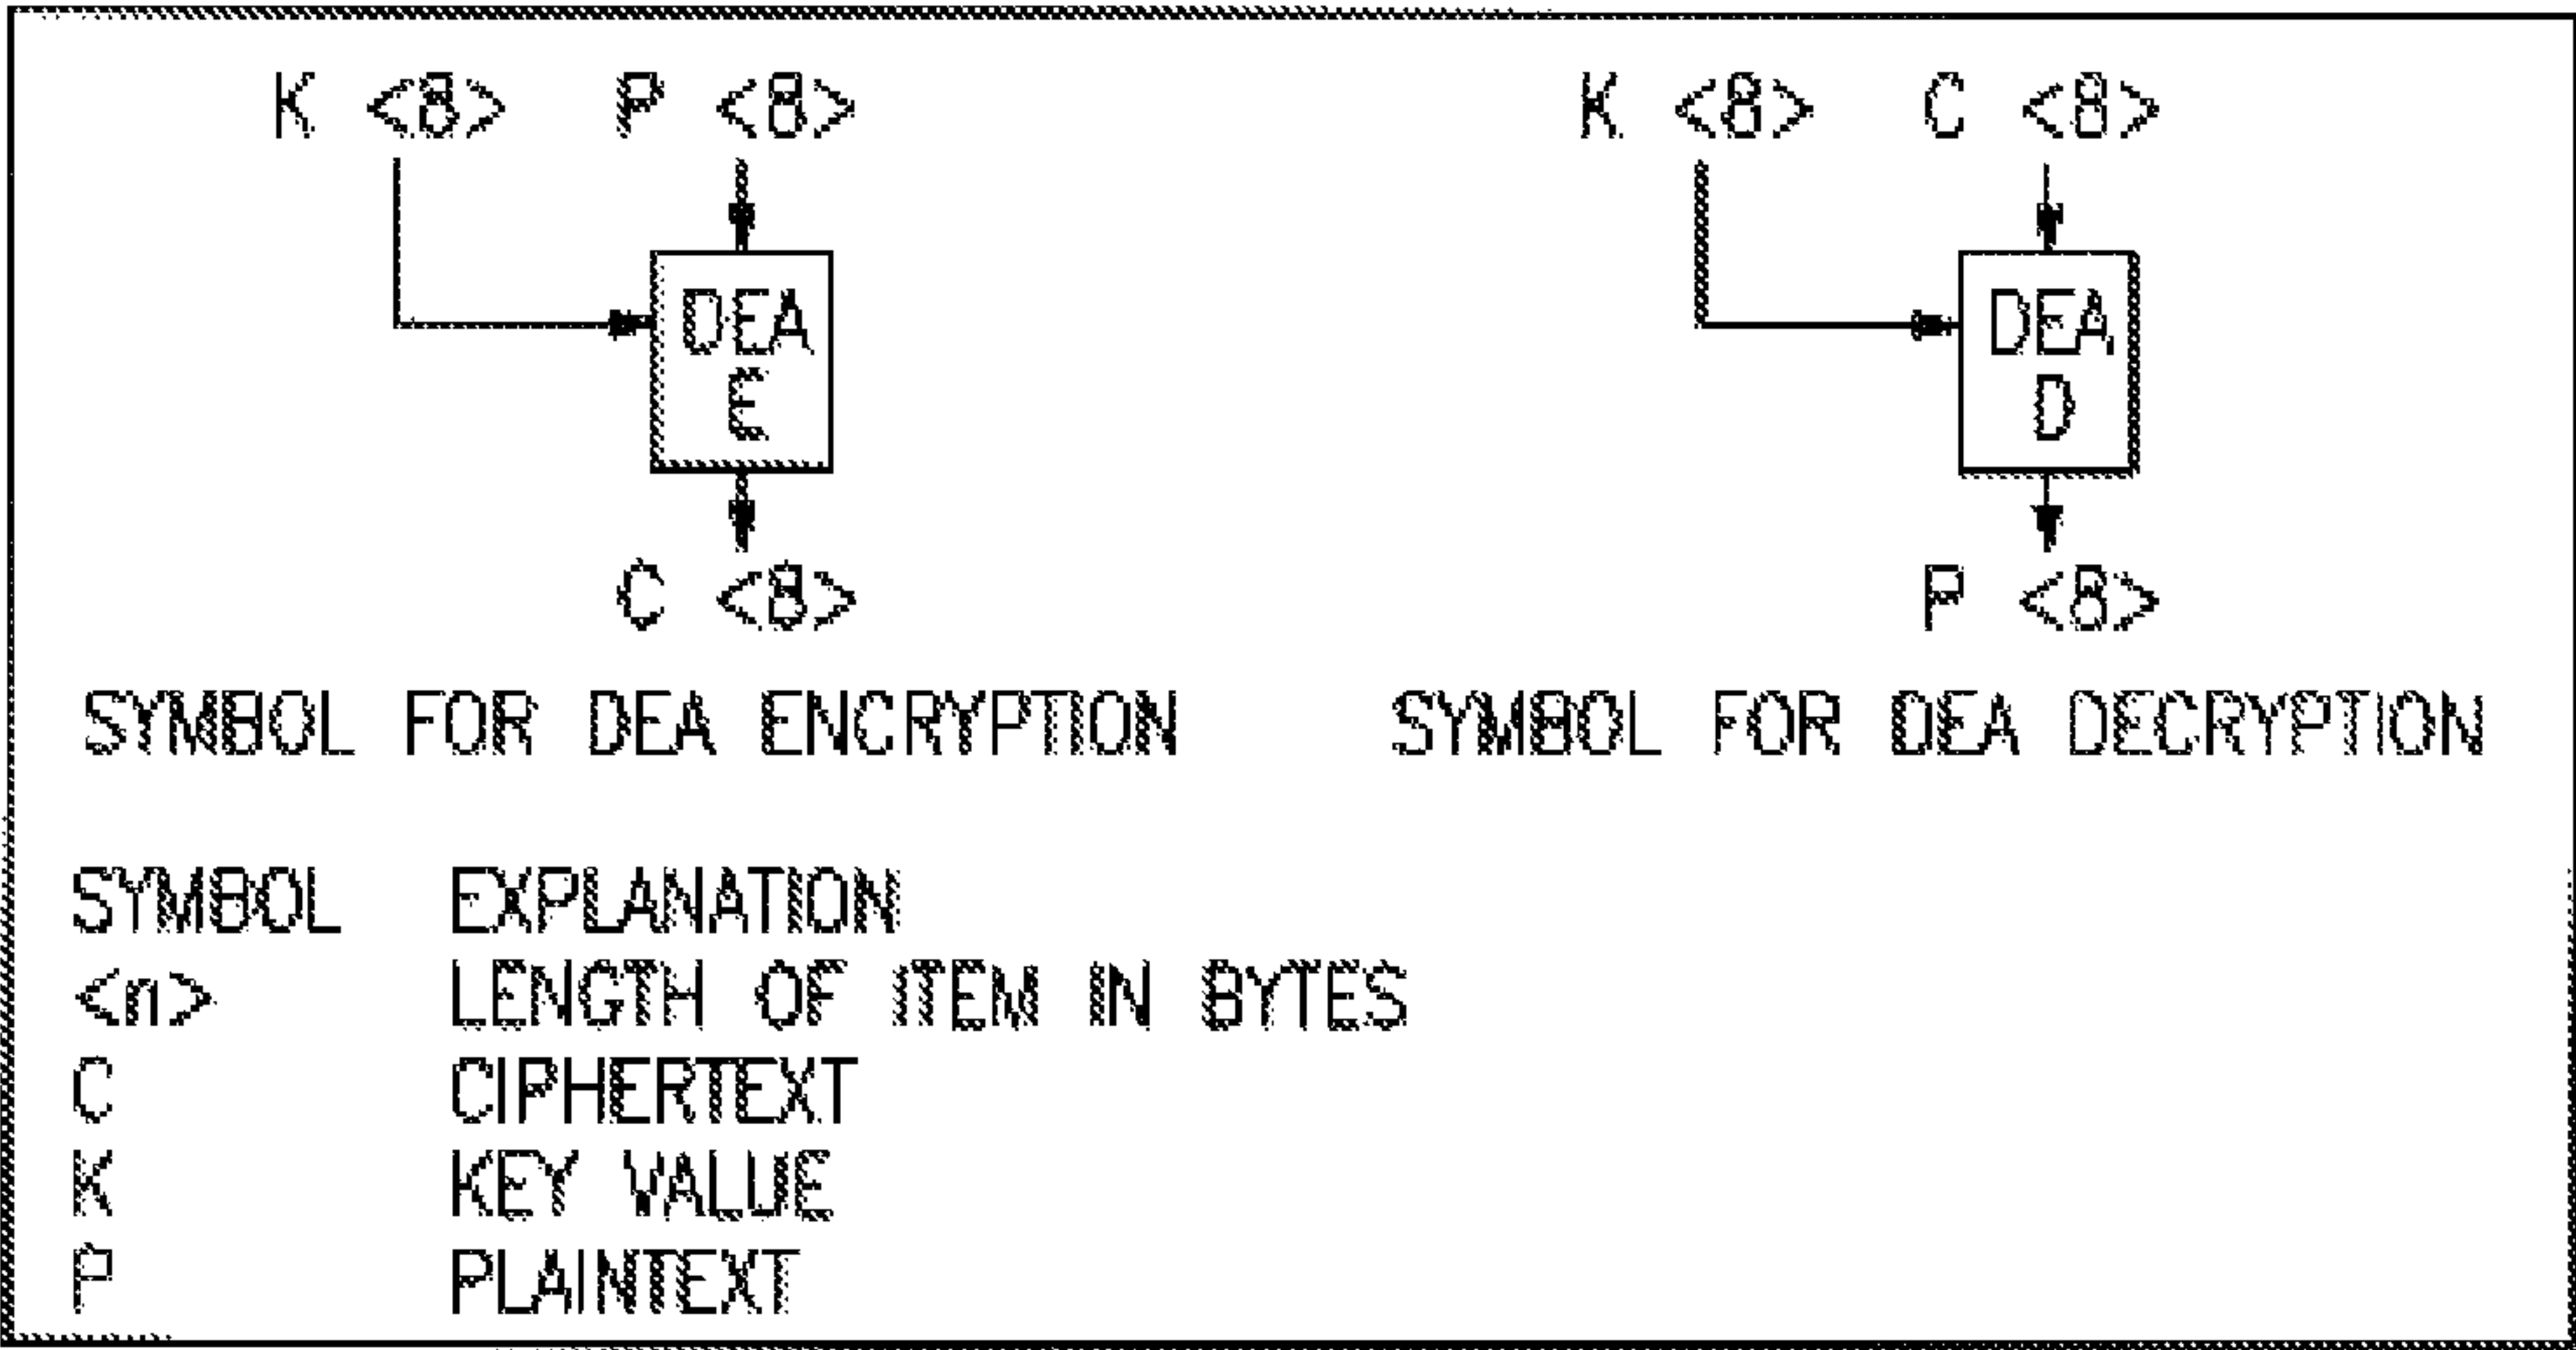 K <8> P <8> K <8> C <8>
DEA DEA
E D
C <8> P <8>
SYMBOL FOR DEA ENCRYPTION SYMBOL FOR DEA DECRYPTION
SYMBOL EXPLANATION
<n> LENGTH OF ITEM IN BYTES
C CIPHERTEXT
K KEY VALUE
P PLAINTEXT